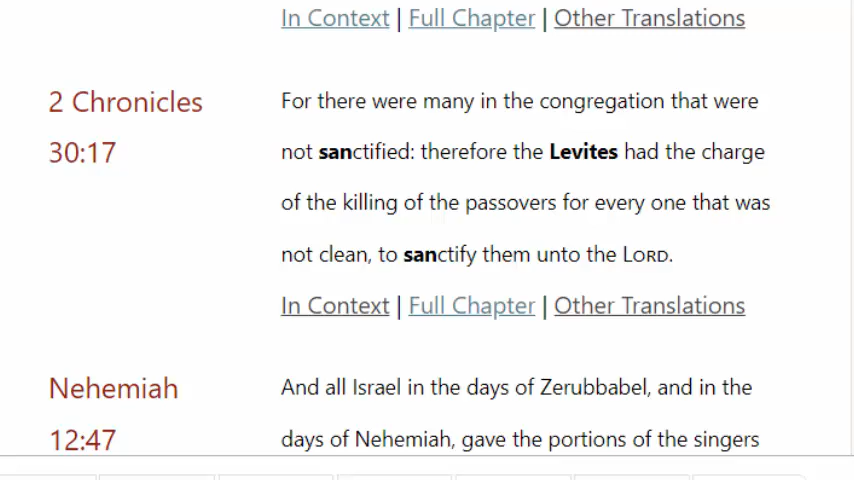 In Context | Full Chapter | Other Translations
2 Chronicles
30:17
For there were many in the congregation that were
not sanctified: therefore the Levites had the charge
of the killing of the passovers for every one that was
not clean, to sanctify them unto the LORD.
In Context | Full Chapter | Other Translations
Nehemiah
12:47
And all Israel in the days of Zerubbabel, and in the
days of Nehemiah, gave the portions of the singers